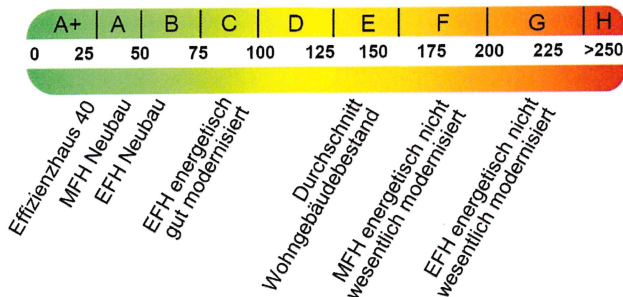 A+ A B C D E F G H
0 25 50 75 100 125 150 175 200 225 >250
Effizienzhaus 40
MFH Neubau
EFH Neubau
EFH energetisch
gut modernisiert
Durchschnitt
Wohngebäudebestand
MFH energetisch nicht
wesentlich modernisiert
EFH energetisch nicht
wesentlich modernisiert